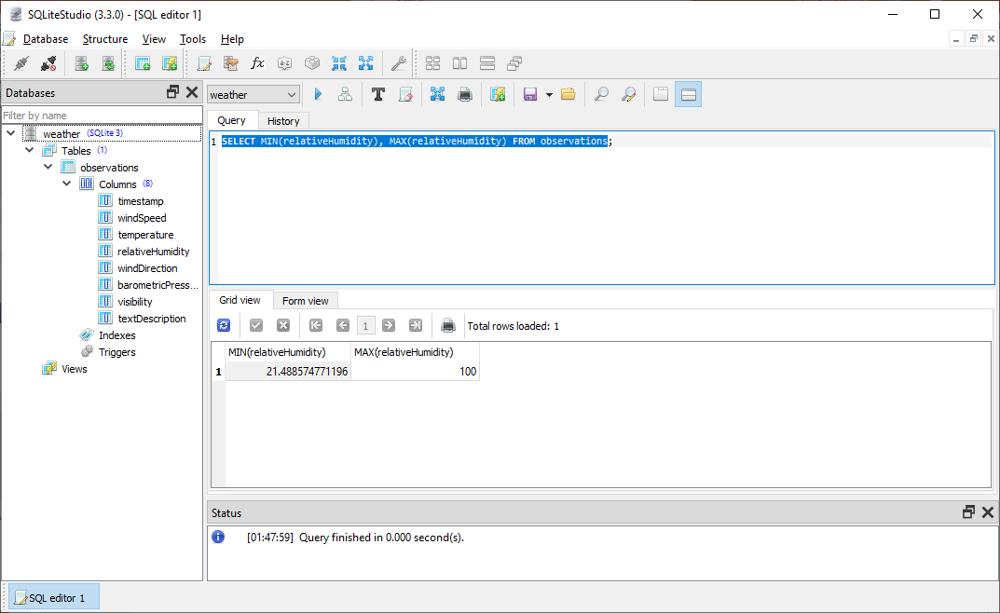 SQLiteStudio (3.3.0) - [SQL editor 1]
Database Structure View Tools Help
Databases
Filter by name
weather (SQLite 3)
Tables (1)
observations
Columns (8)
timestamp
windSpeed
temperature
relativeHumidity
windDirection
barometricPress...
visibility
textDescription
Indexes
Triggers
Views
weather
Query History
1 SELECT MIN(relativeHumidity), MAX(relativeHumidity) FROM observations;
Grid view Form view
1 Total rows loaded: 1
MIN(relativeHumidity) MAX(relativeHumidity)
1 21.488574771196 100
Status
[01:47:59] Query finished in 0.000 second(s).
SQL editor 1